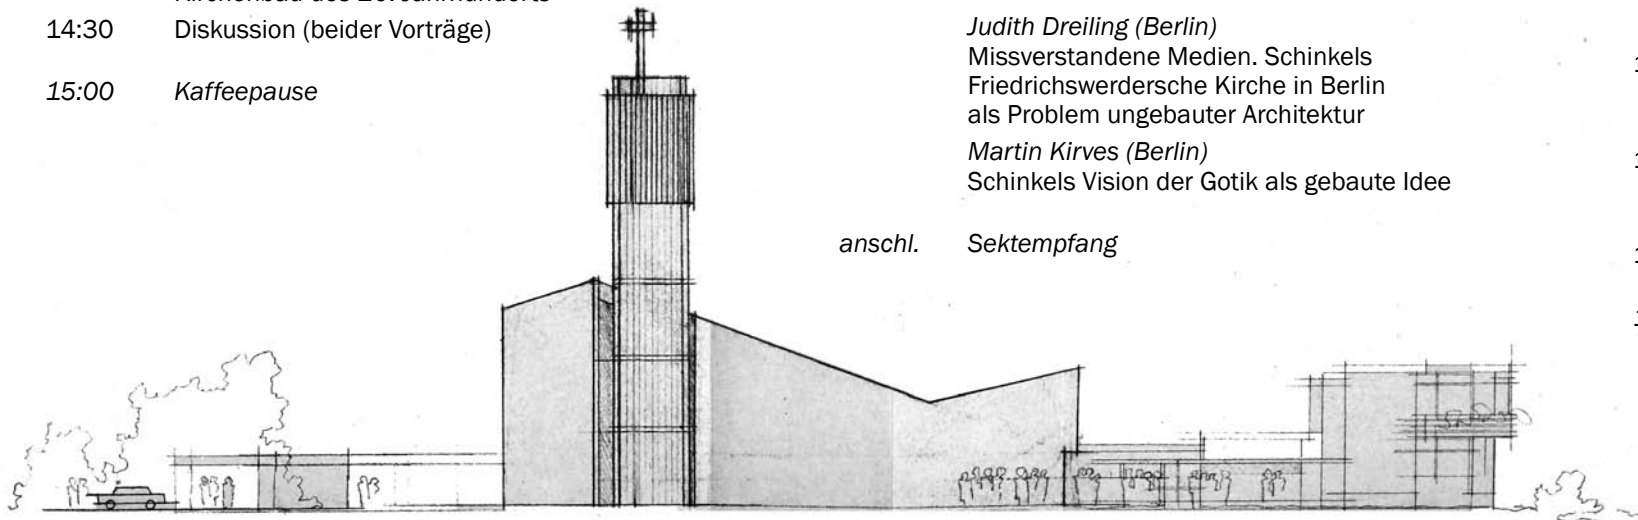 14:30 Diskussion (beider Vorträge)
15:00 Kaffeepause
Judith Dreiling (Berlin)
Missverstandene Medien. Schinkels
Friedrichswerdersche Kirche in Berlin
als Problem ungebauter Architektur
Martin Kirves (Berlin)
Schinkels Vision der Gotik als gebaute Idee
anschl. Sektempfang